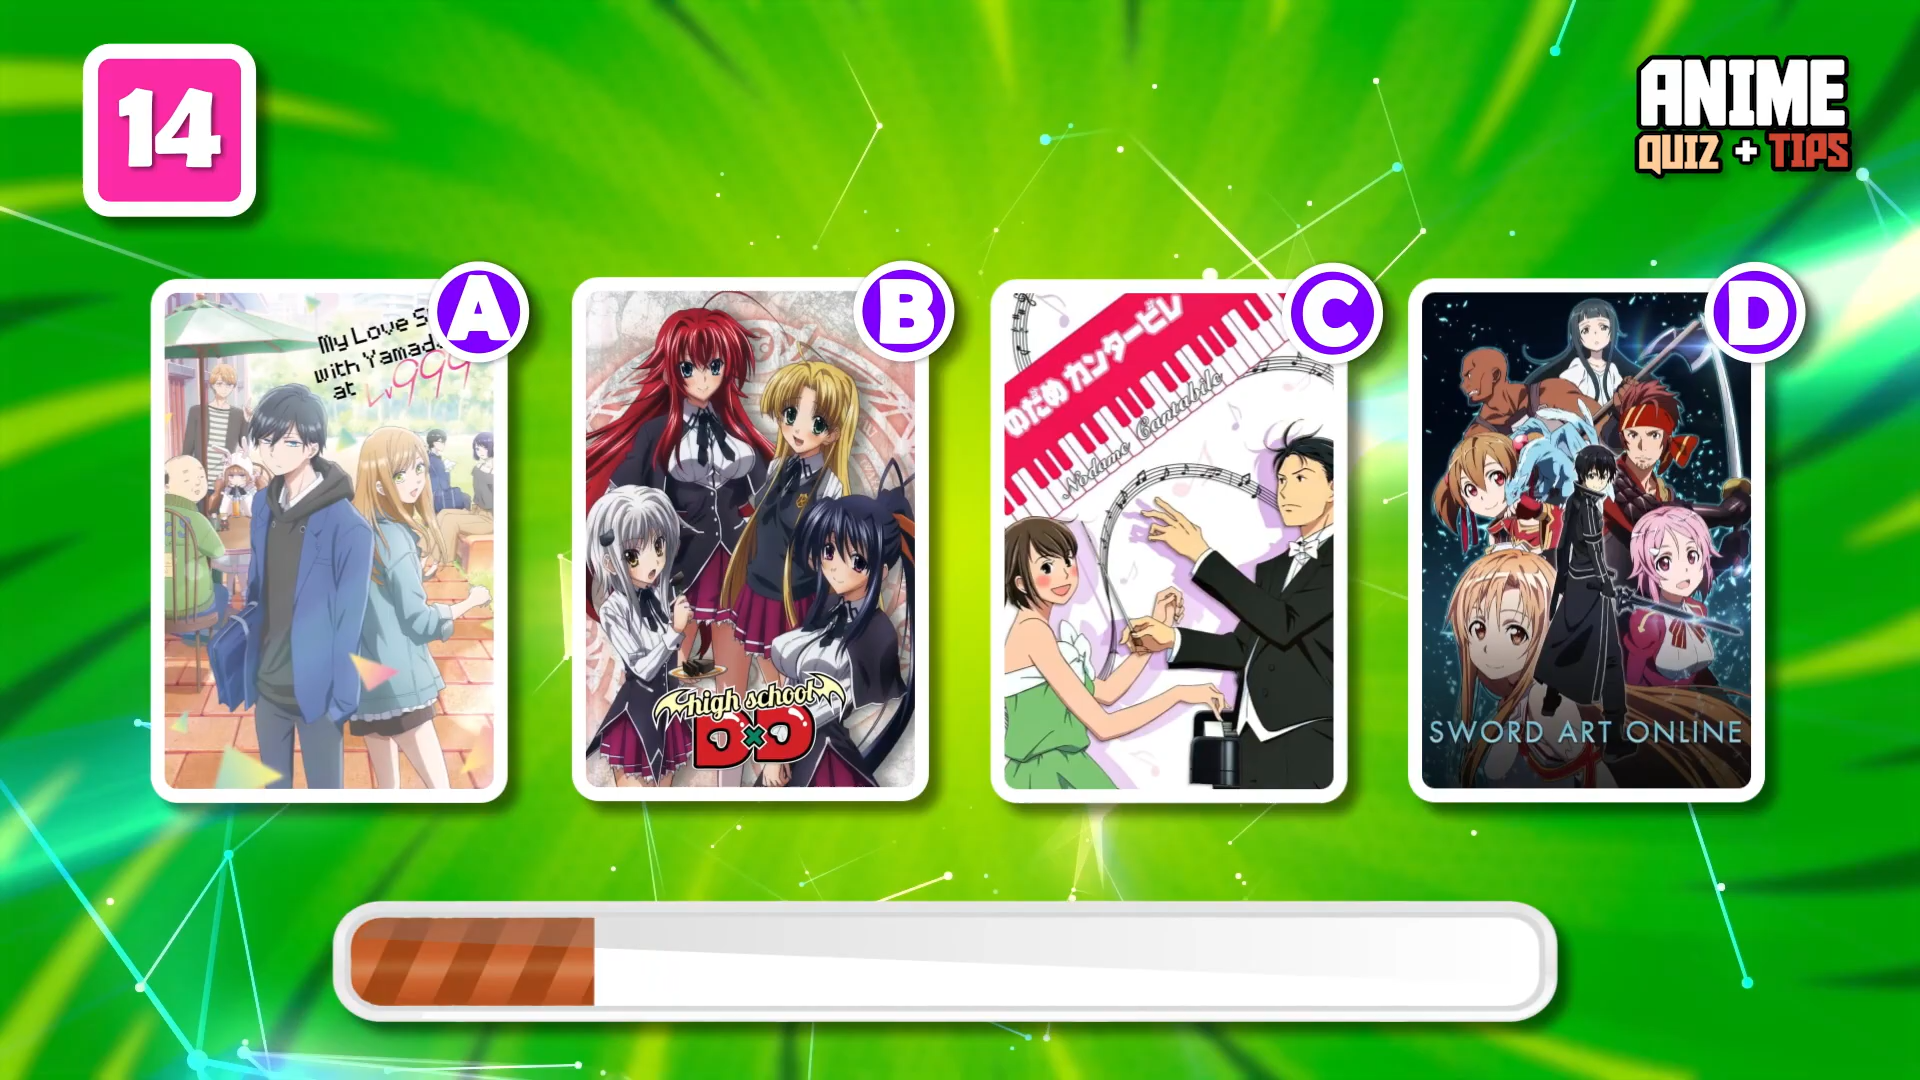 14
ANIME
QUIZ + TIPS
A
My Love S
with Yamad
at Lv999
B
high school
DxD
C
のだめ カンタービレ
Nodame Cantabile
D
SWORD ART ONLINE